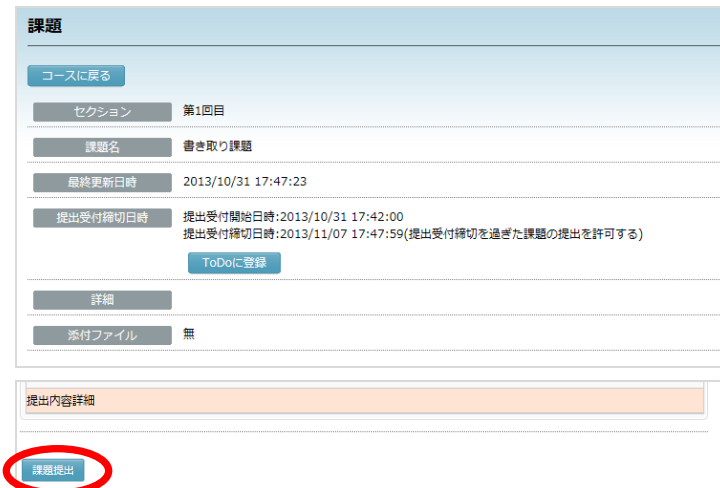 課題
コースに戻る
セクション 第1回目
課題名 書き取り課題
最終更新日時 2013/10/31 17:47:23
提出受付締切日時 提出受付開始日時:2013/10/31 17:42:00
提出受付締切日時:2013/11/07 17:47:59(提出受付締切を過ぎた課題の提出を許可する)
ToDoに登録
詳細
添付ファイル 無
提出内容詳細
課題提出